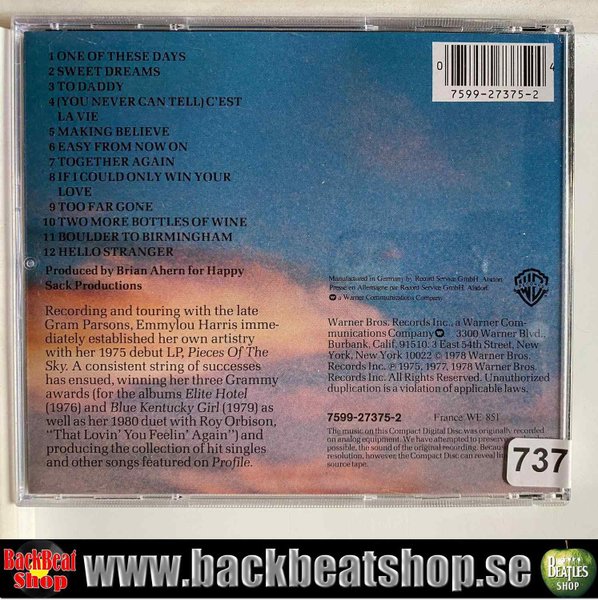 1 ONE OF THESE DAYS
2 SWEET DREAMS
3 TO DADDY
4 (YOU NEVER CAN TELL) C'EST
LA VIE
5 MAKING BELIEVE
6 EASY FROM NOW ON
7 TOGETHER AGAIN
8 IF I COULD ONLY WIN YOUR
LOVE
9 TOO FAR GONE
10 TWO MORE BOTTLES OF WINE
11 BOULDER TO BIRMINGHAM
12 HELLO STRANGER
Produced by Brian Ahern for Happy
Sack Productions
Recording and touring with the late
Gram Parsons, Emmylou Harris imme-
diately established her own artistry
with her 1975 debut LP, Pieces Of The
Sky. A consistent string of successes
has ensued, winning her three Grammy
awards (for the albums Elite Hotel
(1976) and Blue Kentucky Girl (1979) as
well as her 1980 duet with Roy Orbison,
"That Lovin' You Feelin' Again") and
producing the collection of hit singles
and other songs featured on Profile.
0 4
7599-27375-2
Manufactured in Germany by Record Service GmbH, Alsdorf.
Presse en Allemagne par Record Service GmbH, Alsdorf.
a Warner Communications Company.
WB
Warner Bros. Records Inc., a Warner Com-
munications Company 3300 Warner Blvd.,
Burbank, Calif. 91510: 3 East 54th Street,
New York, New York 10022 © 1978 Warner Bros.
Records Inc. ℗ 1975, 1977, 1978 Warner Bros.
Records Inc. All Rights Reserved. Unauthorized
duplication is a violation of applicable laws.
7599-27375-2 France WE 851
The music on this Compact Digital Disc was originally recorded
on analog equipment. We have attempted to preserve,
possible, the sound of the original recording. Because
resolution, however, the Compact Disc can reveal
source tape.
737
BackBeat
Shop
www.backbeatshop.se
BEATLES
SHOP